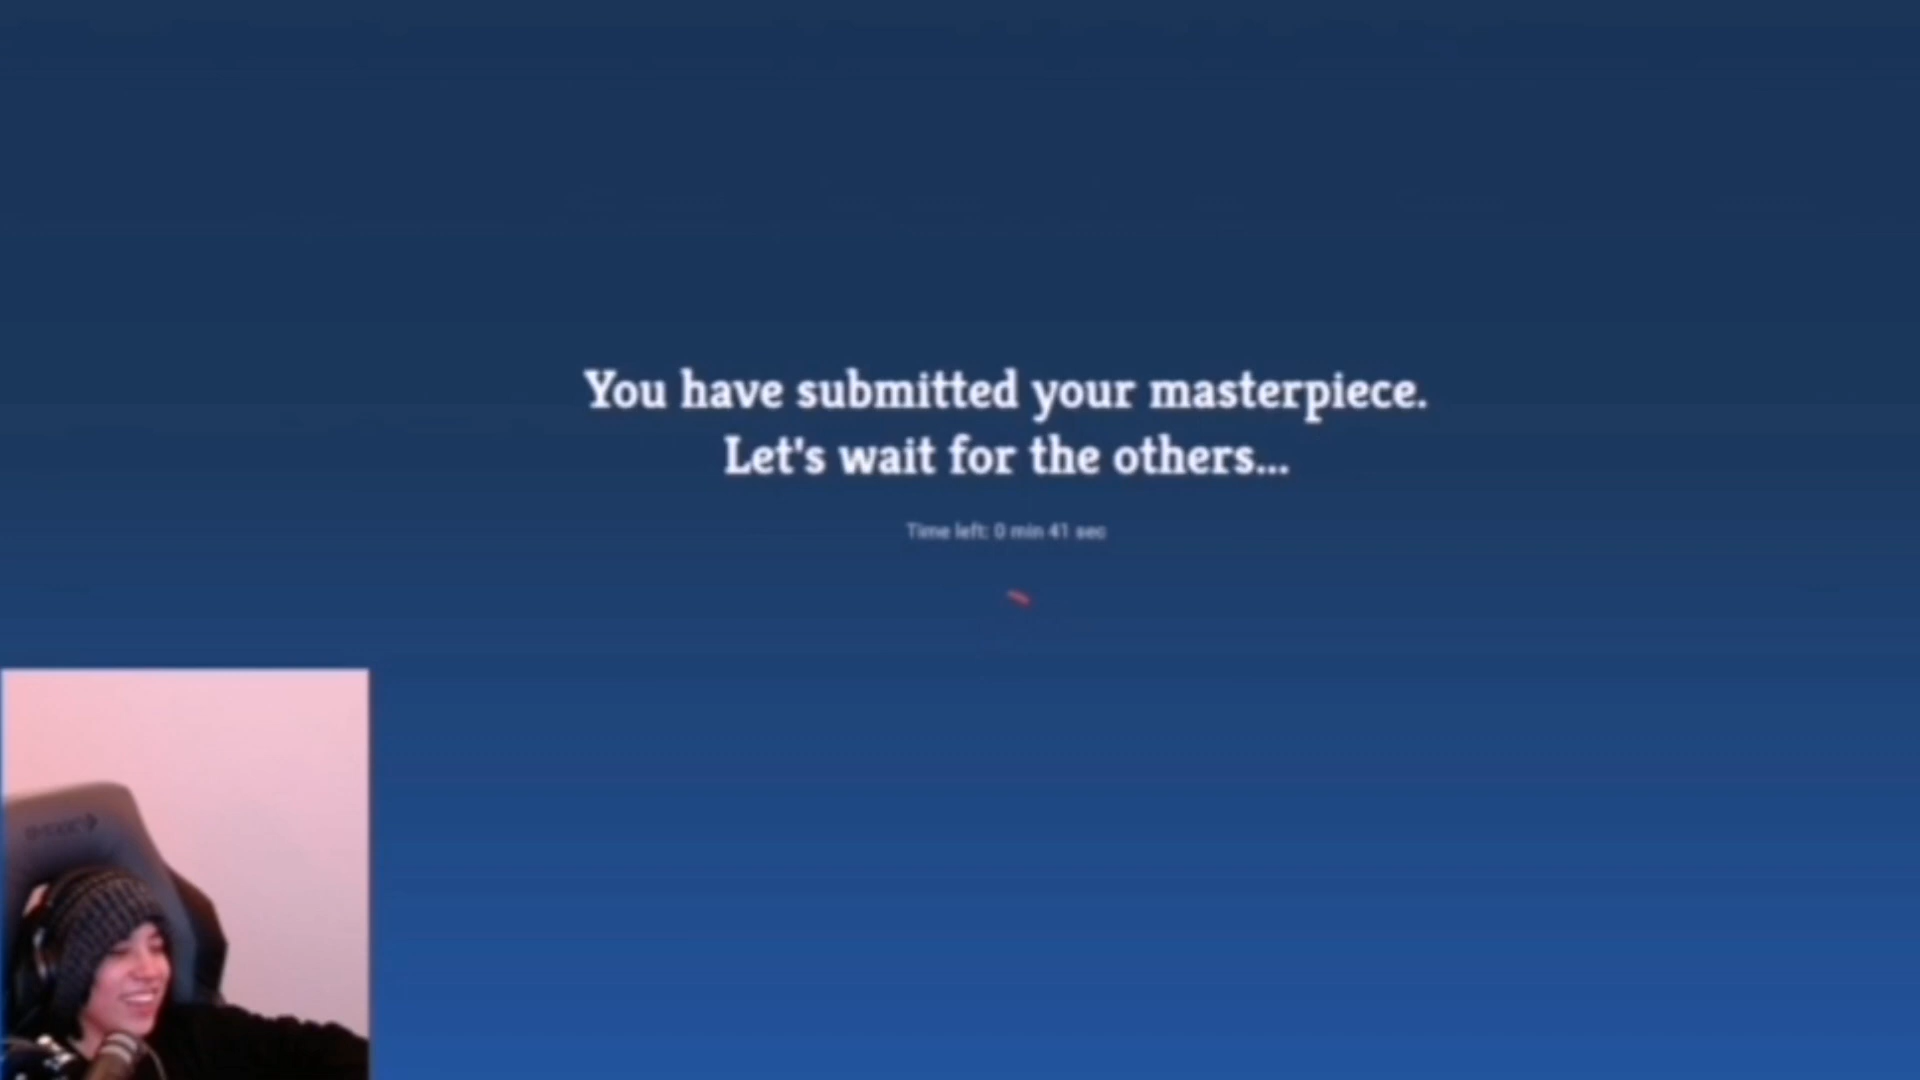 You have submitted your masterpiece.
Let's wait for the others...
Time left: 0 min 41 sec